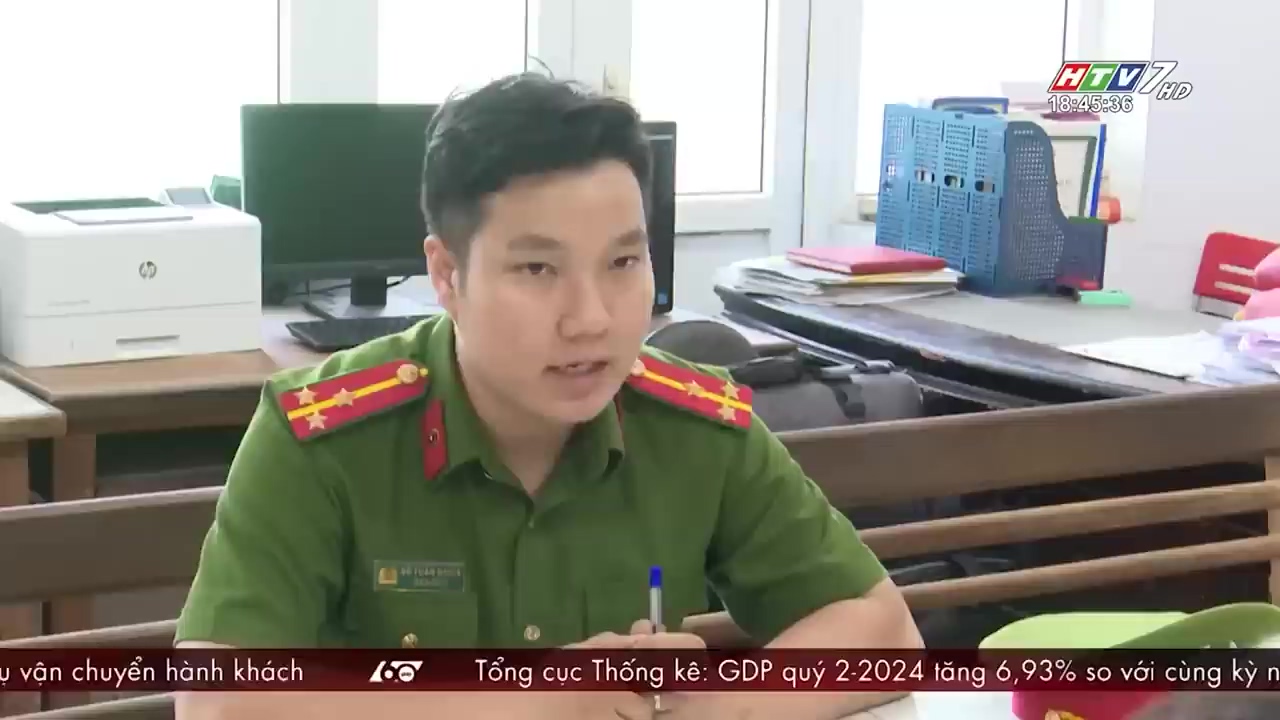 HTV7 HD
18:45:36
hp
ụ vận chuyển hành khách 60 Tổng cục Thống kê: GDP quý 2-2024 tăng 6,93% so với cùng kỳ n